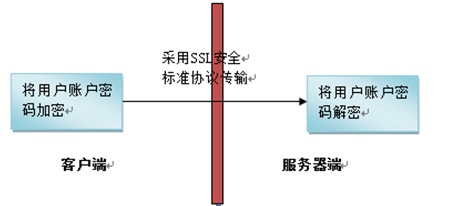 采用SSL安全
标准协议传输
将用户账户密
码加密
将用户账户密
码解密
客户端
服务器端